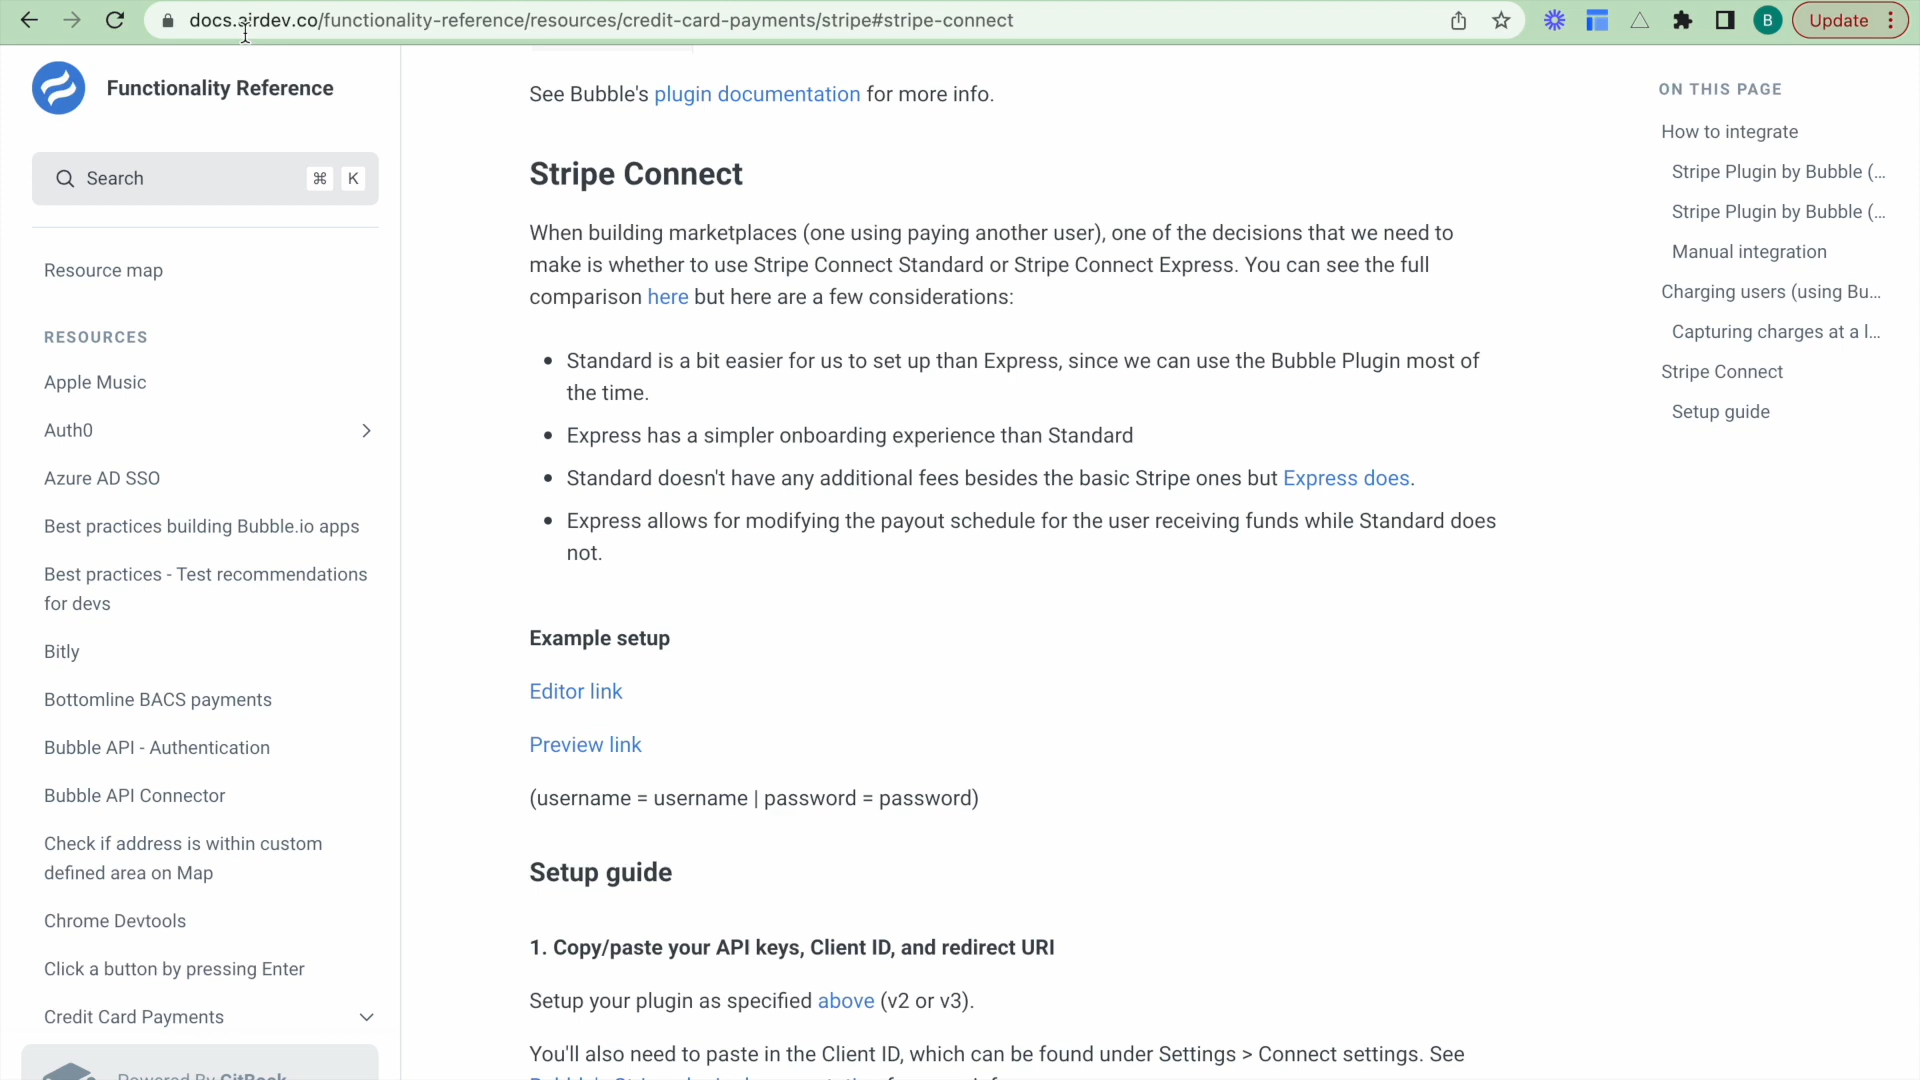 docs.airdev.co/functionality-reference/resources/credit-card-payments/stripe#stripe-connect
B
Update
Functionality Reference
Search
⌘ K
Resource map
RESOURCES
Apple Music
Auth0
Azure AD SSO
Best practices building Bubble.io apps
Best practices - Test recommendations
for devs
Bitly
Bottomline BACS payments
Bubble API - Authentication
Bubble API Connector
Check if address is within custom
defined area on Map
Chrome Devtools
Click a button by pressing Enter
Credit Card Payments
Powered By GitBook
See Bubble's plugin documentation for more info.
Stripe Connect
When building marketplaces (one using paying another user), one of the decisions that we need to
make is whether to use Stripe Connect Standard or Stripe Connect Express. You can see the full
comparison here but here are a few considerations:
• Standard is a bit easier for us to set up than Express, since we can use the Bubble Plugin most of
the time.
• Express has a simpler onboarding experience than Standard
• Standard doesn't have any additional fees besides the basic Stripe ones but Express does.
• Express allows for modifying the payout schedule for the user receiving funds while Standard does
not.
Example setup
Editor link
Preview link
(username = username | password = password)
Setup guide
1. Copy/paste your API keys, Client ID, and redirect URI
Setup your plugin as specified above (v2 or v3).
You'll also need to paste in the Client ID, which can be found under Settings > Connect settings. See
ON THIS PAGE
How to integrate
Stripe Plugin by Bubble (...
Stripe Plugin by Bubble (...
Manual integration
Charging users (using Bu...
Capturing charges at a l...
Stripe Connect
Setup guide